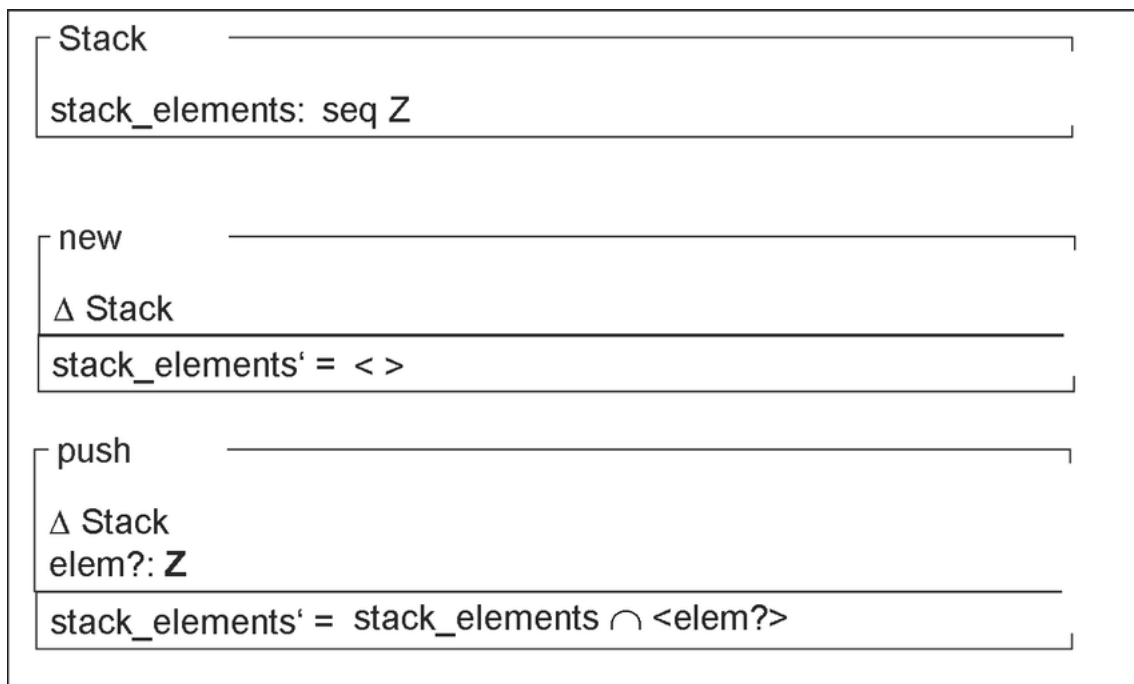 Stack
stack_elements: seq Z
new
Δ Stack
stack_elements‘ = < >
push
Δ Stack
elem?: Z
stack_elements‘ = stack_elements ∩ <elem?>